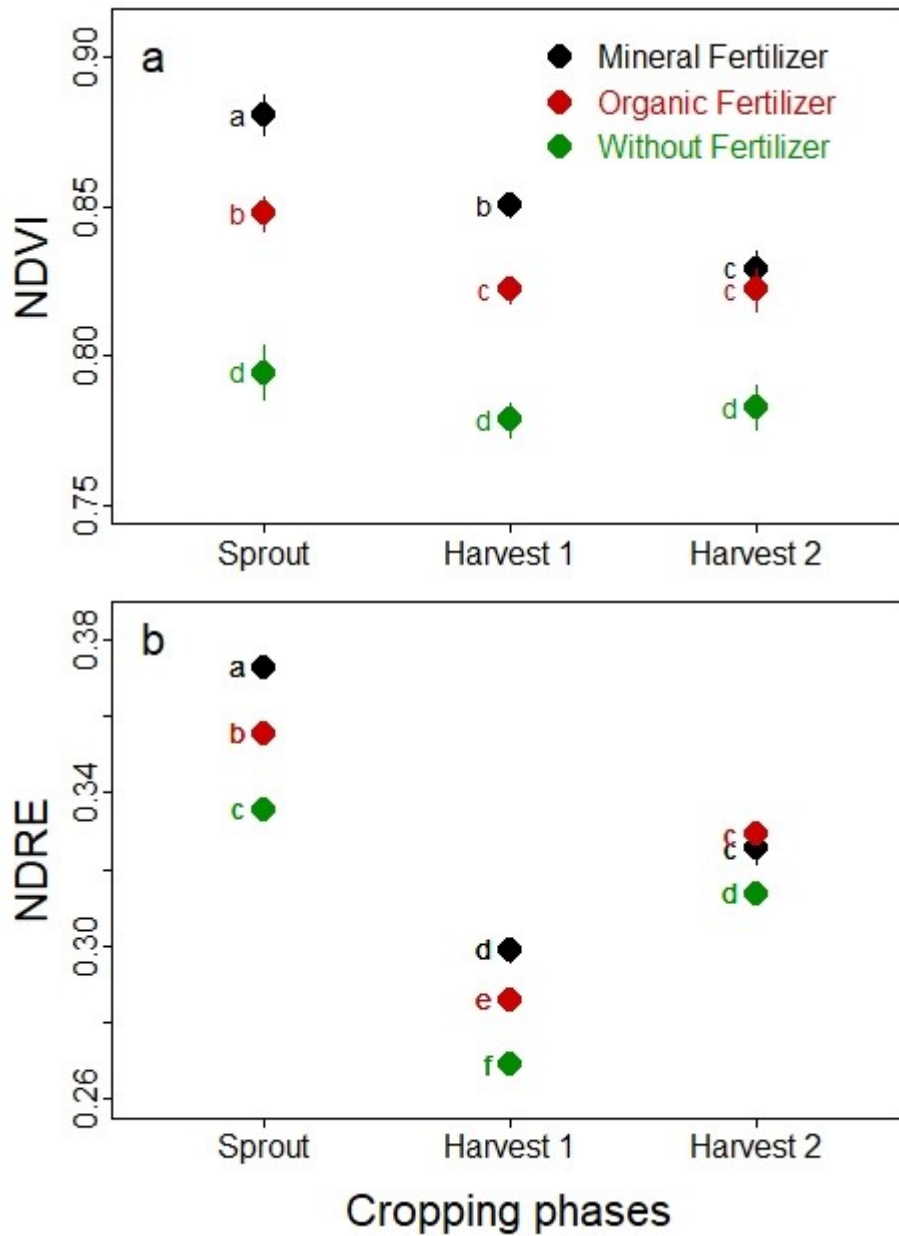 a
Mineral Fertilizer
Organic Fertilizer
Without Fertilizer
NDVI
0.90
0.85
0.80
0.75
a
b
d
b
c
d
c
c
d
Sprout Harvest 1 Harvest 2
b
NDRE
0.38
0.34
0.30
0.26
a
b
c
d
e
f
c
c
d
Sprout Harvest 1 Harvest 2
Cropping phases